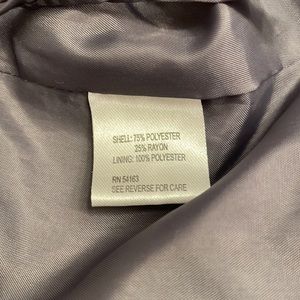 SHELL: 75% POLYESTER
25% RAYON
LINING: 100% POLYESTER
RN 54163
SEE REVERSE FOR CARE